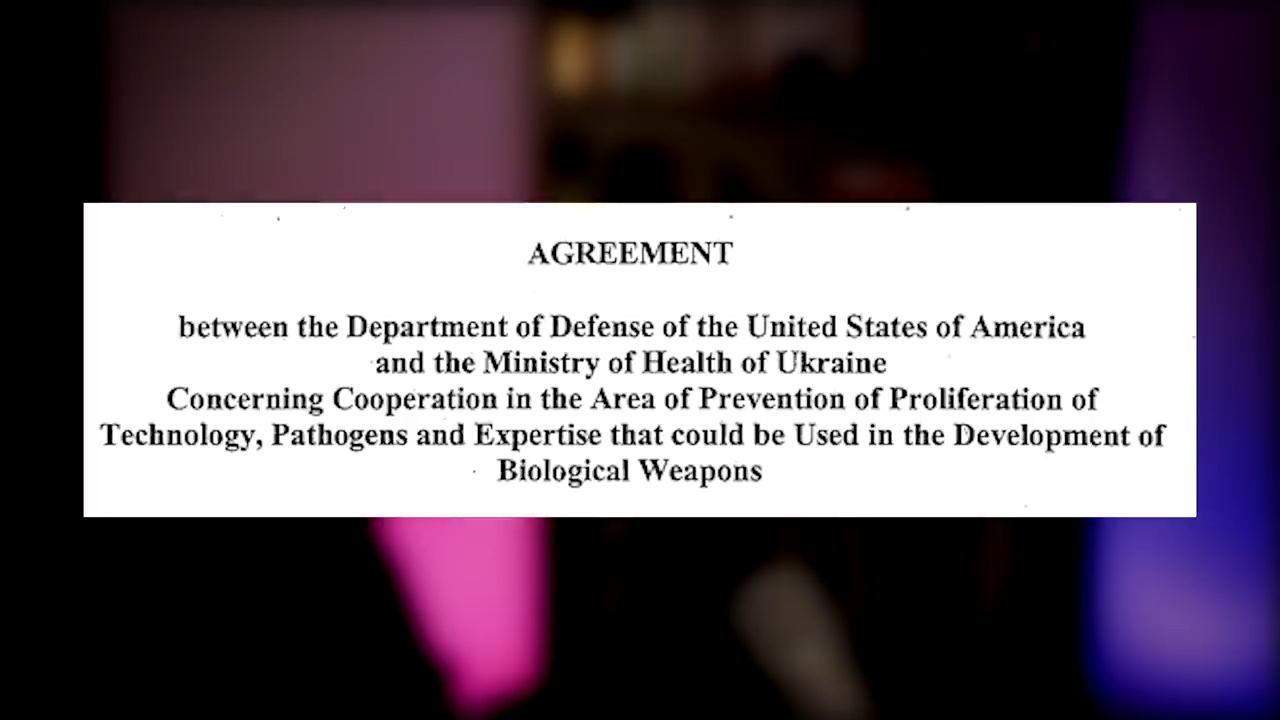 AGREEMENT
between the Department of Defense of the United States of America
and the Ministry of Health of Ukraine
Concerning Cooperation in the Area of Prevention of Proliferation of
Technology, Pathogens and Expertise that could be Used in the Development of
Biological Weapons